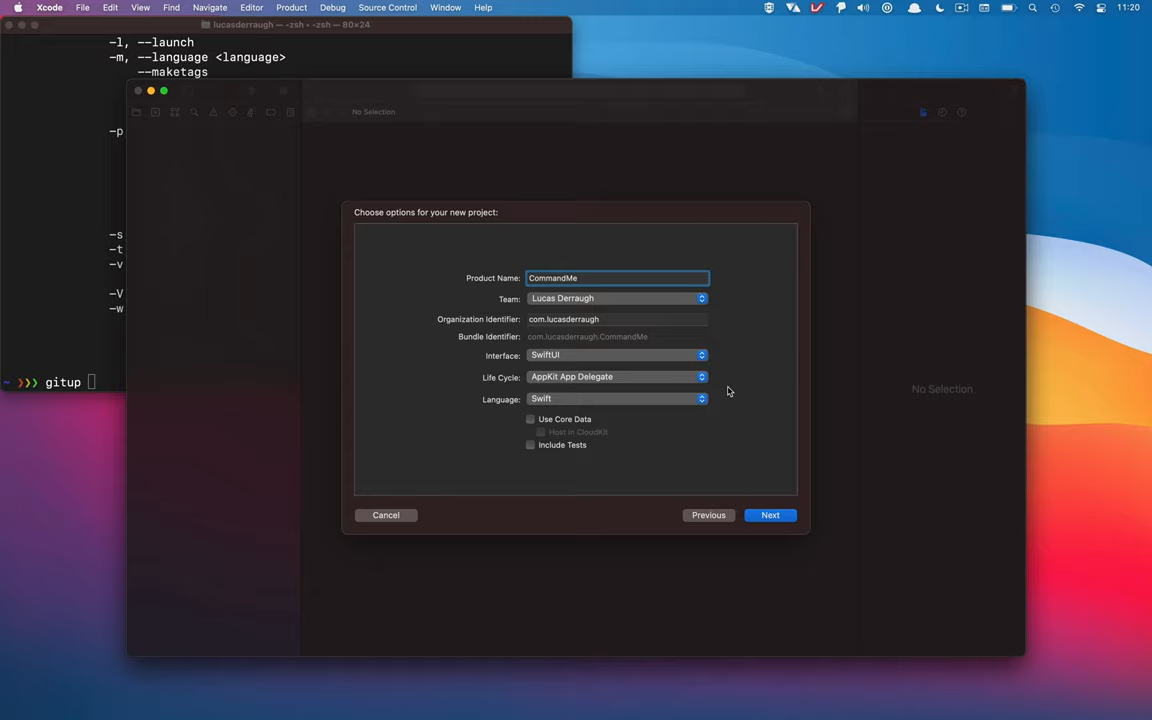 Xcode File Edit View Find Navigate Editor Product Debug Source Control Window Help 11:20
lucasderraugh — -zsh • -zsh — 80×24
-l, --launch
-m, --language <language>
--maketags
-p
-s
-t
-v
-V
-w
~ ❯❯❯ gitup
No Selection
Choose options for your new project:
Product Name: CommandMe
Team: Lucas Derraugh
Organization Identifier: com.lucasderraugh
Bundle Identifier: com.lucasderraugh.CommandMe
Interface: SwiftUI
Life Cycle: AppKit App Delegate
Language: Swift
Use Core Data
Host in CloudKit
Include Tests
Cancel Previous Next
No Selection